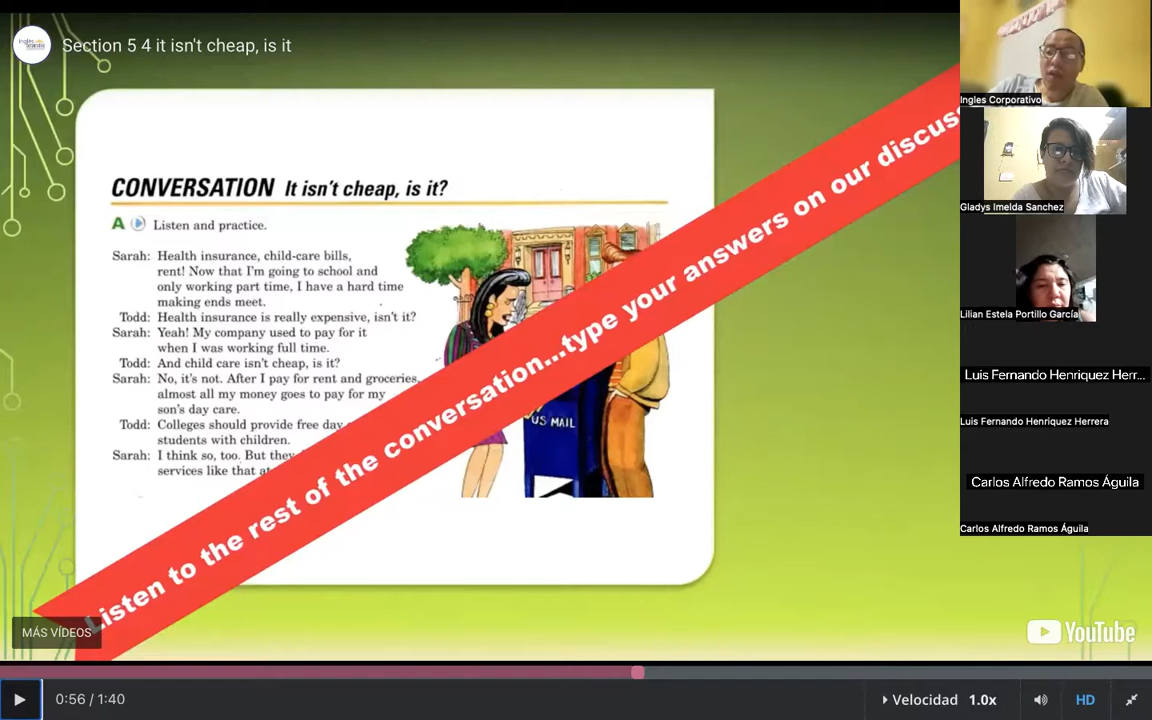 Section 5 4 it isn't cheap, is it
CONVERSATION It isn't cheap, is it?
A Listen and practice.
Sarah: Health insurance, child-care bills,
rent! Now that I'm going to school and
only working part time, I have a hard time
making ends meet.
Todd: Health insurance is really expensive, isn't it?
Sarah: Yeah! My company used to pay for it
when I was working full time.
Todd: And child care isn't cheap, is it?
Sarah: No, it's not. After I pay for rent and groceries,
almost all my money goes to pay for my
son's day care.
Todd: Colleges should provide free day
students with children.
Sarah: I think so, too. But they
services like that
Listen to the rest of the conversation...type your answers on our
US MAIL
MÁS VÍDEOS
YouTube
0:56 / 1:40
Velocidad 1.0x
HD
Ingles Corporativo
Gladys Imelda Sanchez
Lilian Estela Portillo García
Luis Fernando Henriquez Herr...
Luis Fernando Henriquez Herrera
Carlos Alfredo Ramos Águila
Carlos Alfredo Ramos Águila